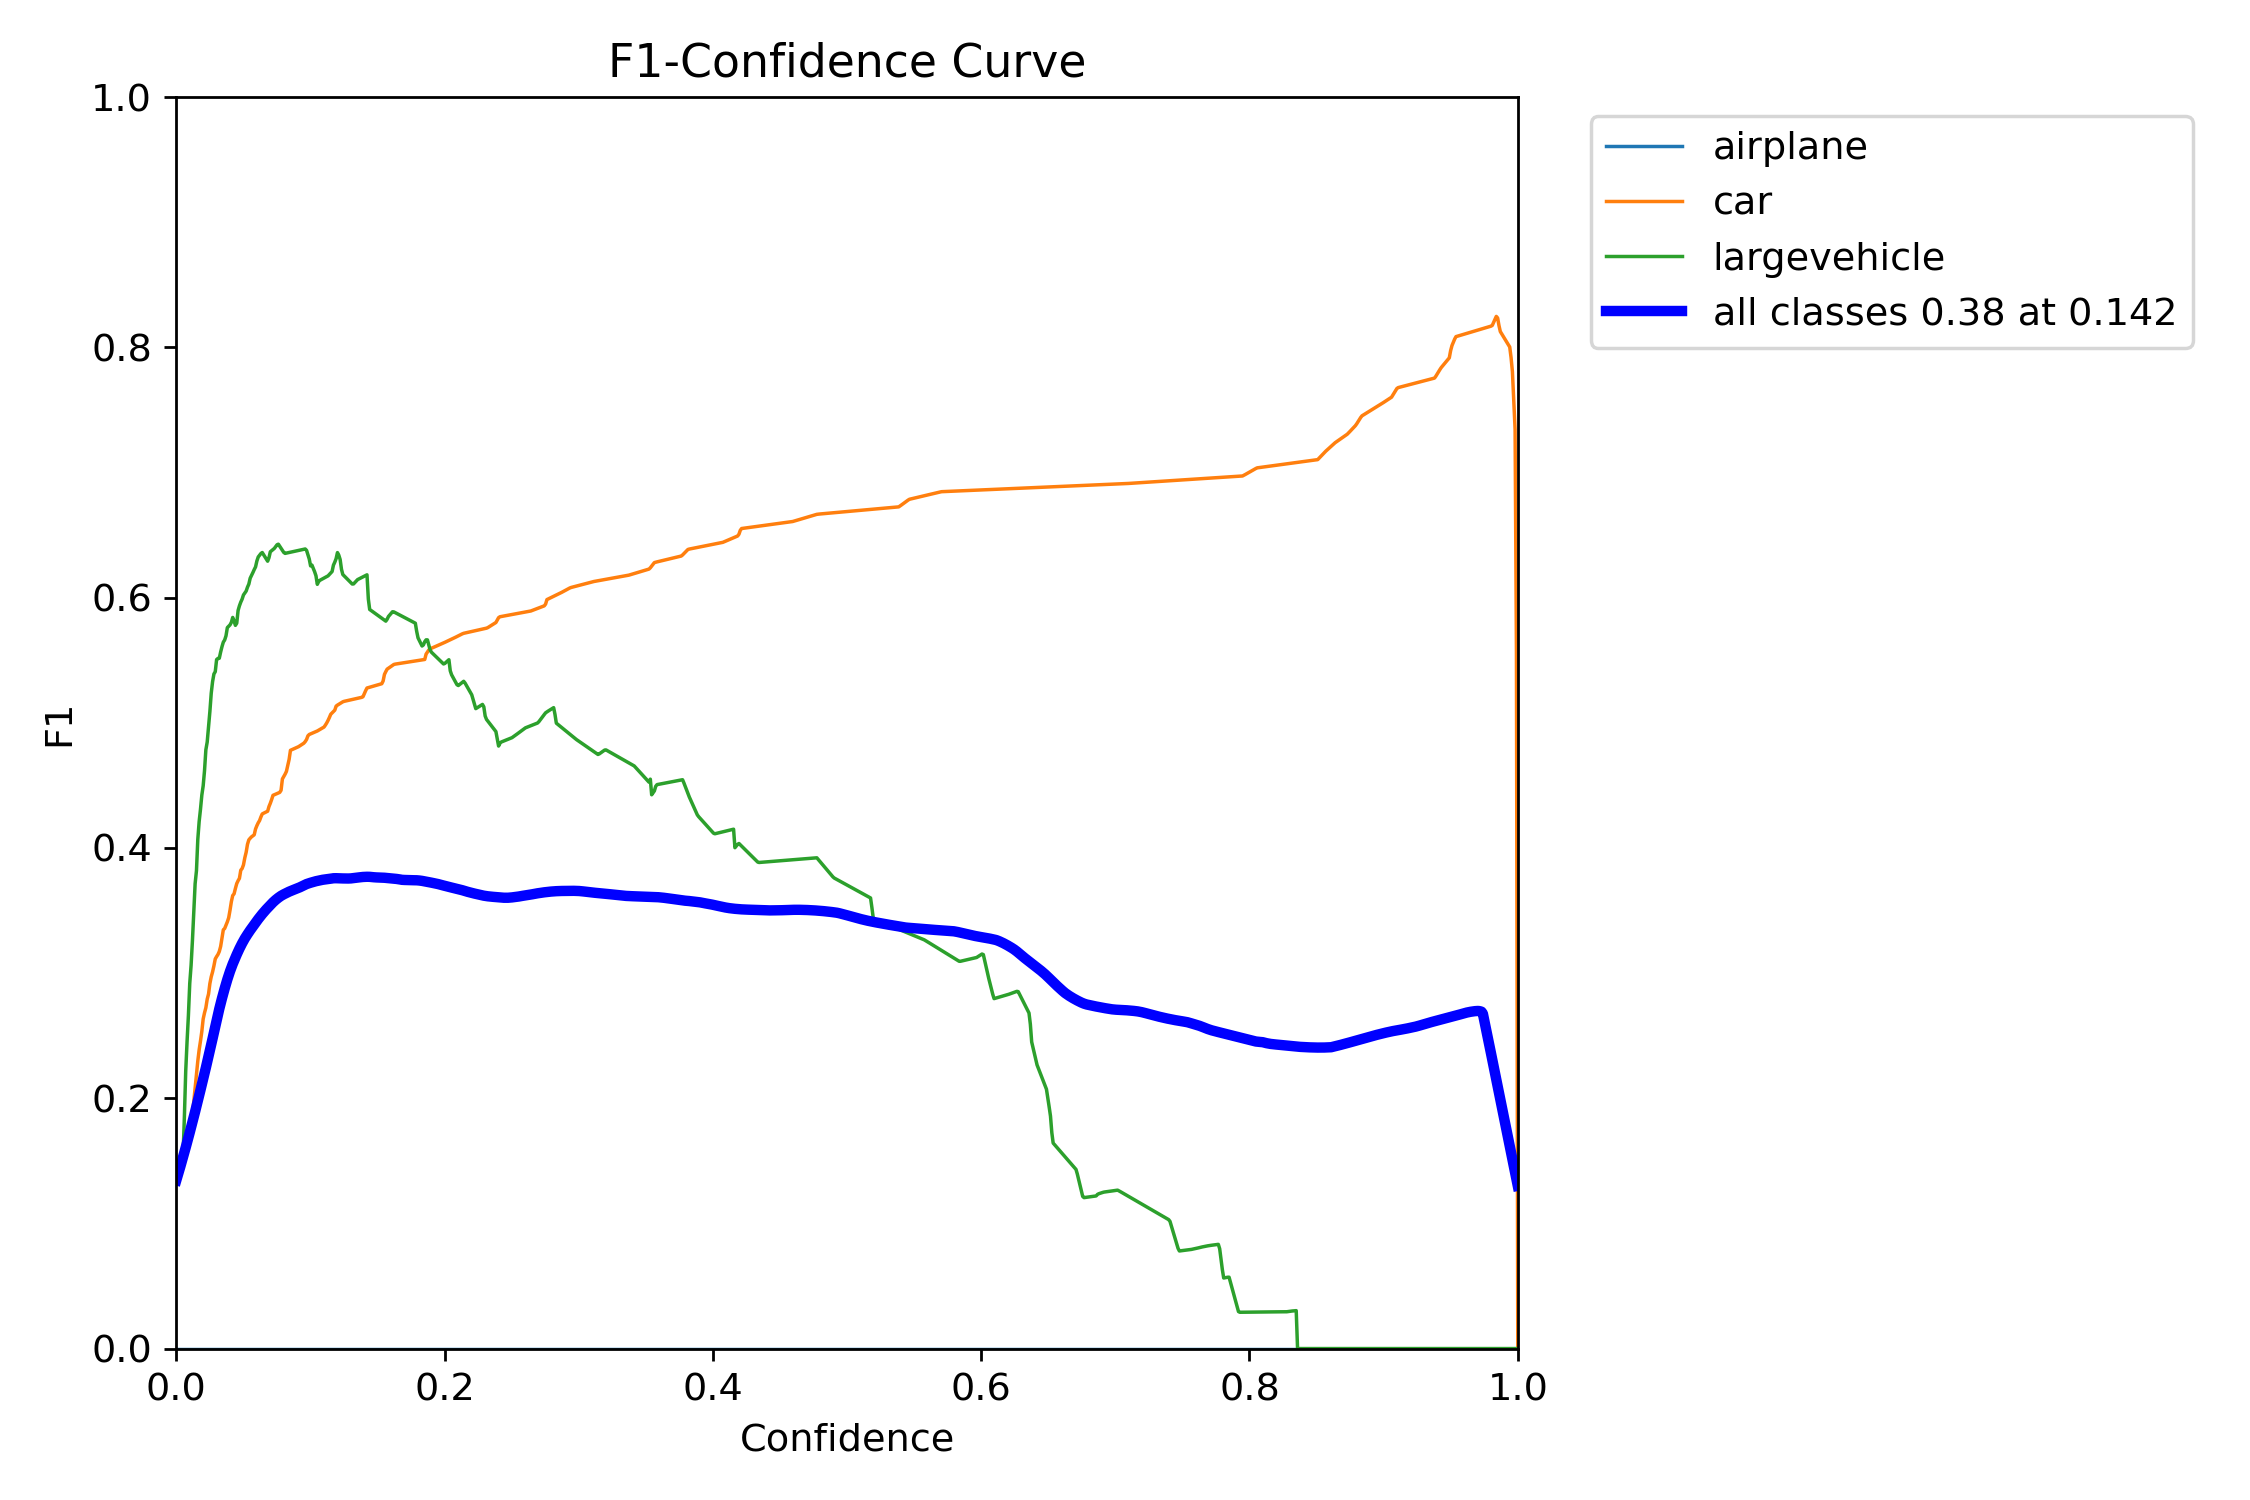 F1-Confidence Curve
1.0
0.8
0.6
0.4
0.2
0.0
F1
0.0 0.2 0.4 0.6 0.8 1.0
Confidence
airplane
car
largevehicle
all classes 0.38 at 0.142